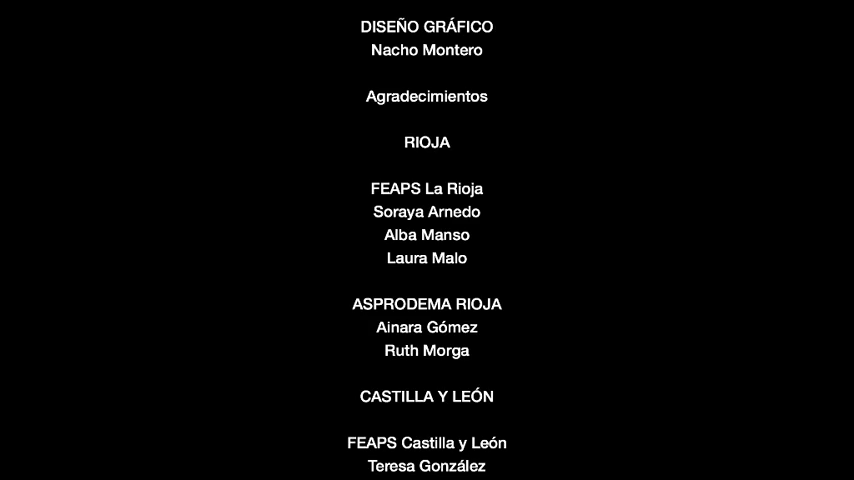 DISEÑO GRÁFICO
Nacho Montero
Agradecimientos
RIOJA
FEAPS La Rioja
Soraya Arnedo
Alba Manso
Laura Malo
ASPRODEMA RIOJA
Ainara Gómez
Ruth Morga
CASTILLA Y LEÓN
FEAPS Castilla y León
Teresa González